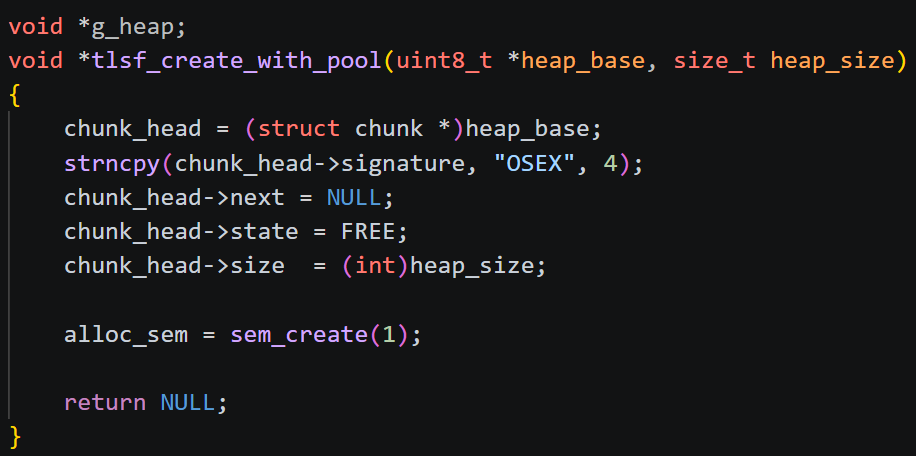 void *g_heap;
void *tlsf_create_with_pool(uint8_t *heap_base, size_t heap_size)
{
    chunk_head = (struct chunk *)heap_base;
    strncpy(chunk_head->signature, "OSEX", 4);
    chunk_head->next = NULL;
    chunk_head->state = FREE;
    chunk_head->size  = (int)heap_size;

    alloc_sem = sem_create(1);

    return NULL;
}